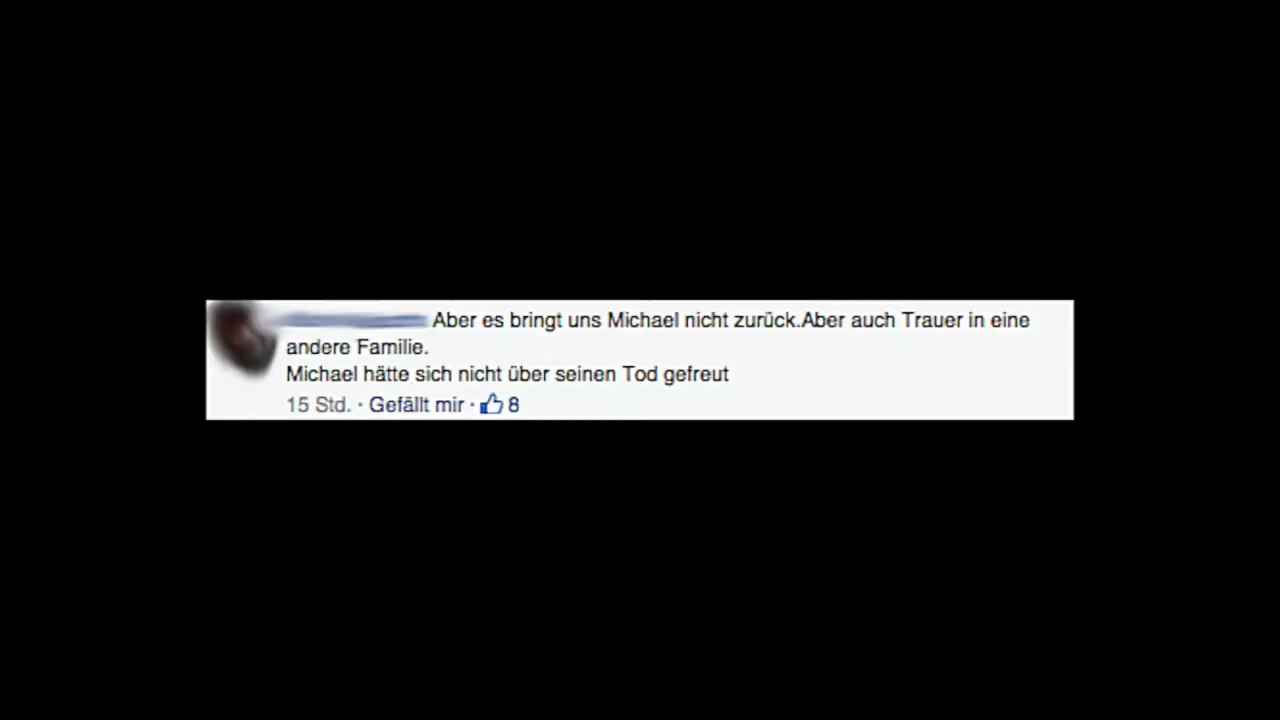 Aber es bringt uns Michael nicht zurück.Aber auch Trauer in eine
andere Familie.
Michael hätte sich nicht über seinen Tod gefreut
15 Std. · Gefällt mir · 8